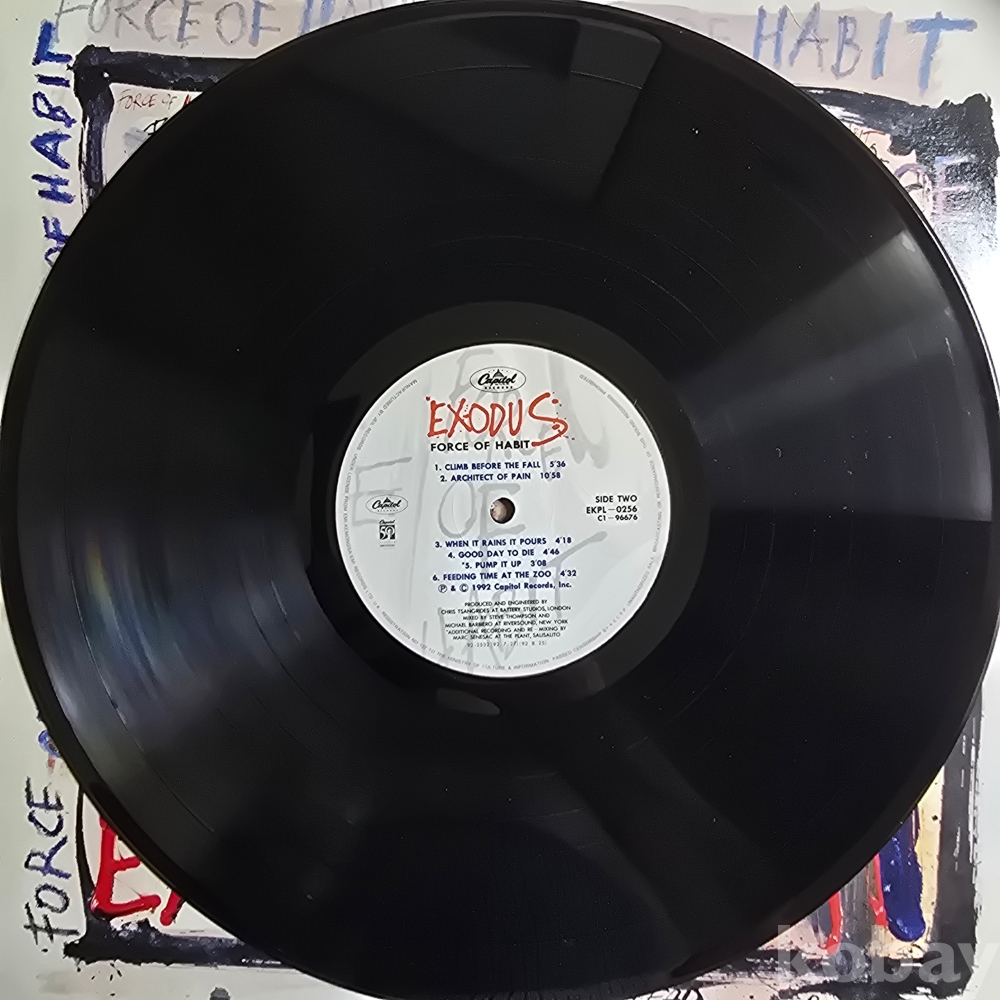 FORCE OF HABIT
OF HABIT
FORCE OF
OF HABIT
Capitol
RECORDS
EXODUS
FORCE OF HABIT
1. CLIMB BEFORE THE FALL 5'36
2. ARCHITECT OF PAIN 10'58
Capitol
SIDE TWO
EKPL-0256
C1-96676
3. WHEN IT RAINS IT POURS 4'18
4. GOOD DAY TO DIE 4'46
*5. PUMP IT UP 3'08
6. FEEDING TIME AT THE ZOO 4'32
Ⓟ & © 1992 Capitol Records, Inc.
PRODUCED AND ENGINEERED BY
CHRIS TSANGRIDES AT BATTERY STUDIOS, LONDON
MIXED BY STEVE THOMPSON AND
MICHAEL BARBIERO AT RIVERSOUND, NEW YORK
*ADDITIONAL RECORDING AND RE-MIXING BY
MARC SENESAC AT THE PLANT, SAUSALITO
FORCE
kobay